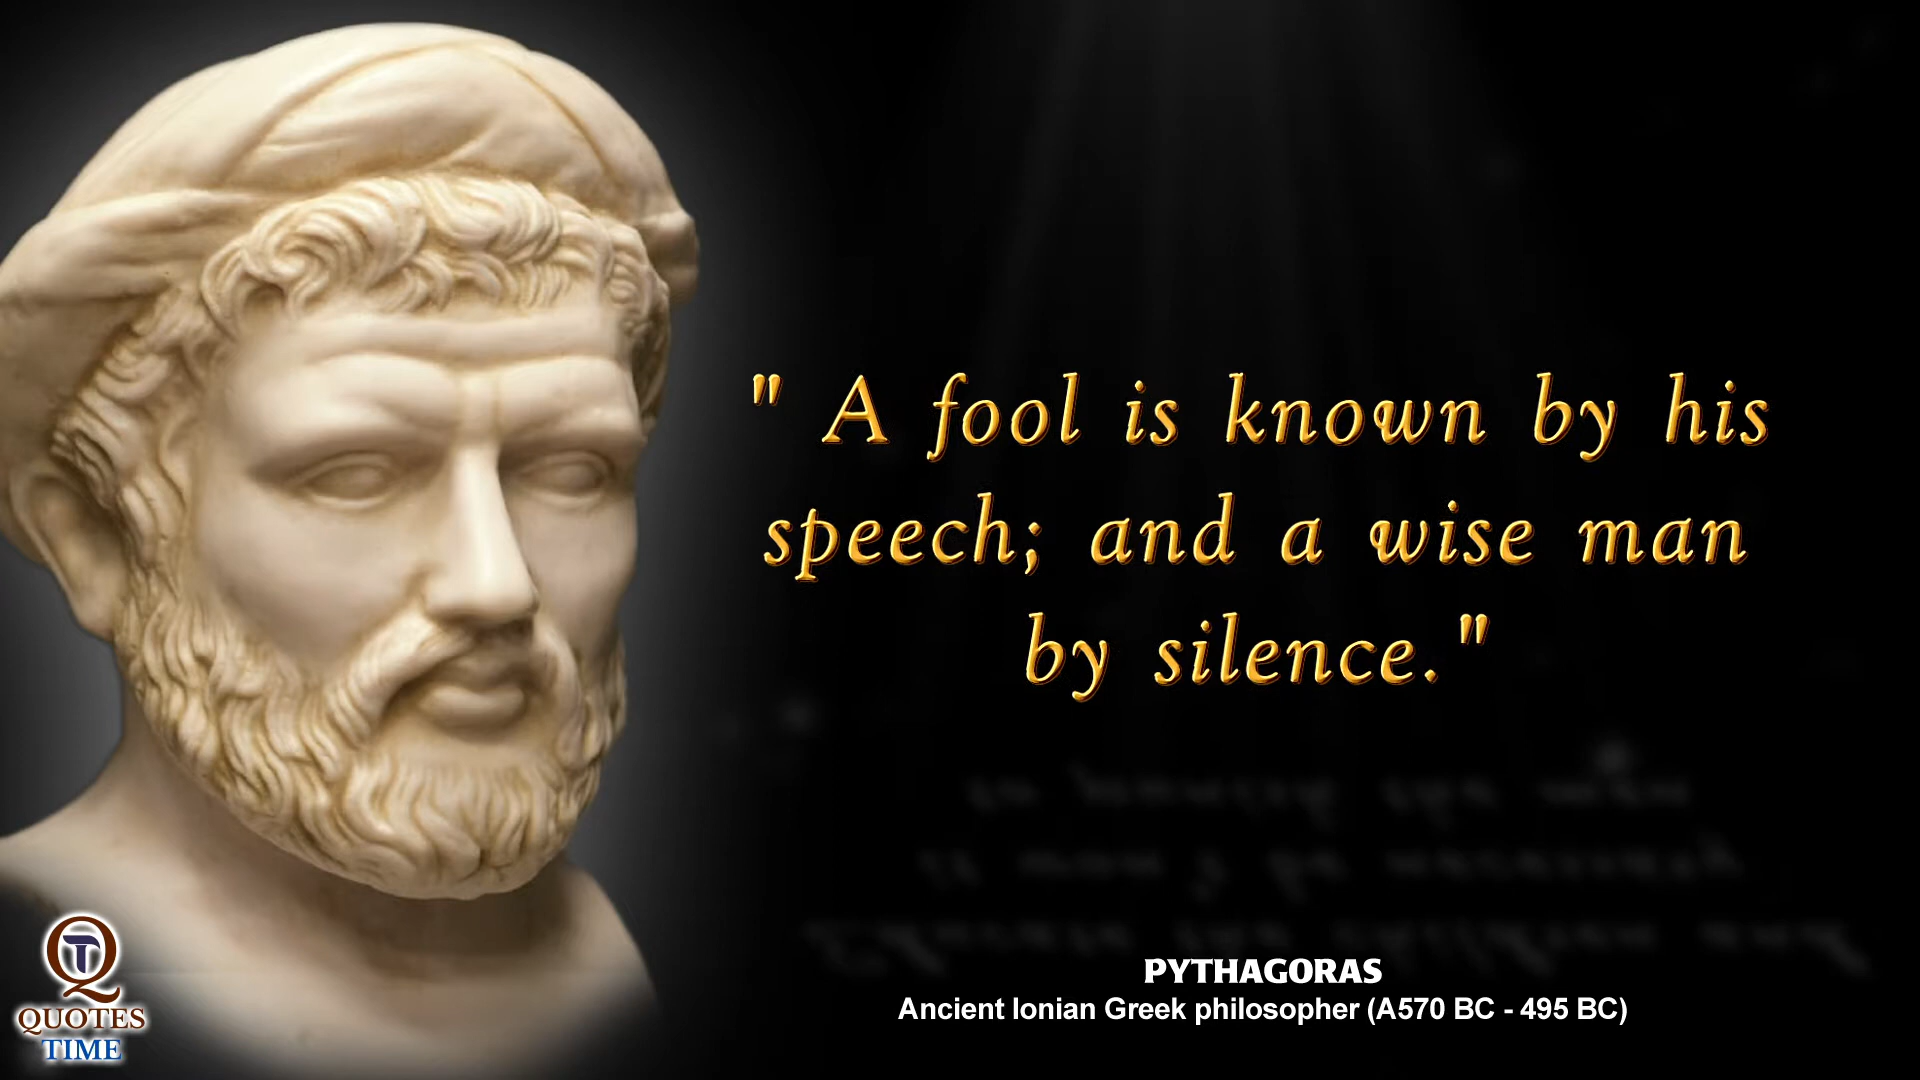 " A fool is known by his
speech; and a wise man
by silence."
PYTHAGORAS
Ancient Ionian Greek philosopher (A570 BC - 495 BC)
QT
QUOTES
TIME